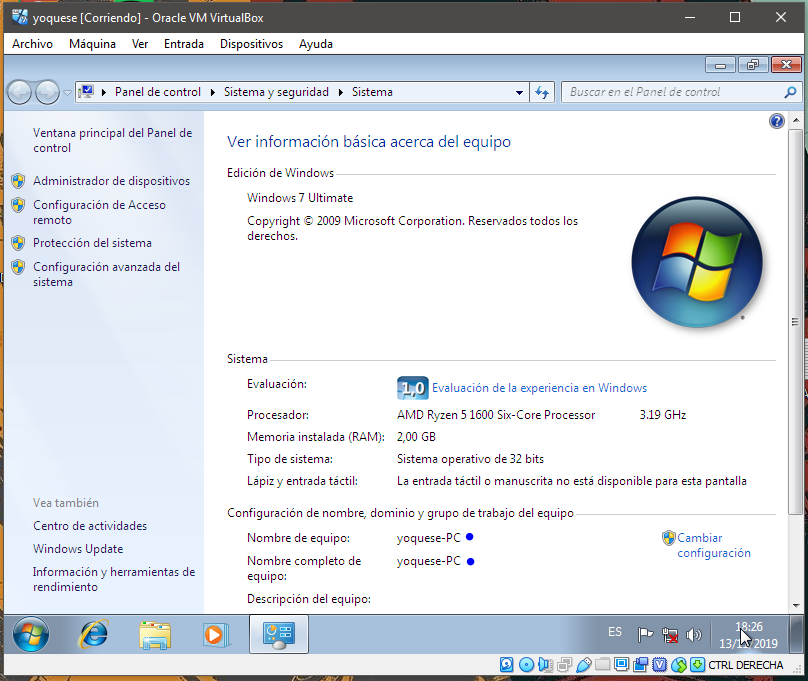 yoquese [Corriendo] - Oracle VM VirtualBox
Archivo Máquina Ver Entrada Dispositivos Ayuda
Panel de control Sistema y seguridad Sistema
Buscar en el Panel de control
Ventana principal del Panel de
control
Administrador de dispositivos
Configuración de Acceso
remoto
Protección del sistema
Configuración avanzada del
sistema
Vea también
Centro de actividades
Windows Update
Información y herramientas de
rendimiento
Ver información básica acerca del equipo
Edición de Windows
Windows 7 Ultimate
Copyright © 2009 Microsoft Corporation. Reservados todos los
derechos.
Sistema
Evaluación: 1,0 Evaluación de la experiencia en Windows
Procesador: AMD Ryzen 5 1600 Six-Core Processor 3.19 GHz
Memoria instalada (RAM): 2,00 GB
Tipo de sistema: Sistema operativo de 32 bits
Lápiz y entrada táctil: La entrada táctil o manuscrita no está disponible para esta pantalla
Configuración de nombre, dominio y grupo de trabajo del equipo
Nombre de equipo: yoquese-PC
Cambiar
configuración
Nombre completo de
equipo:
yoquese-PC
Descripción del equipo:
ES
18:26
CTRL DERECHA